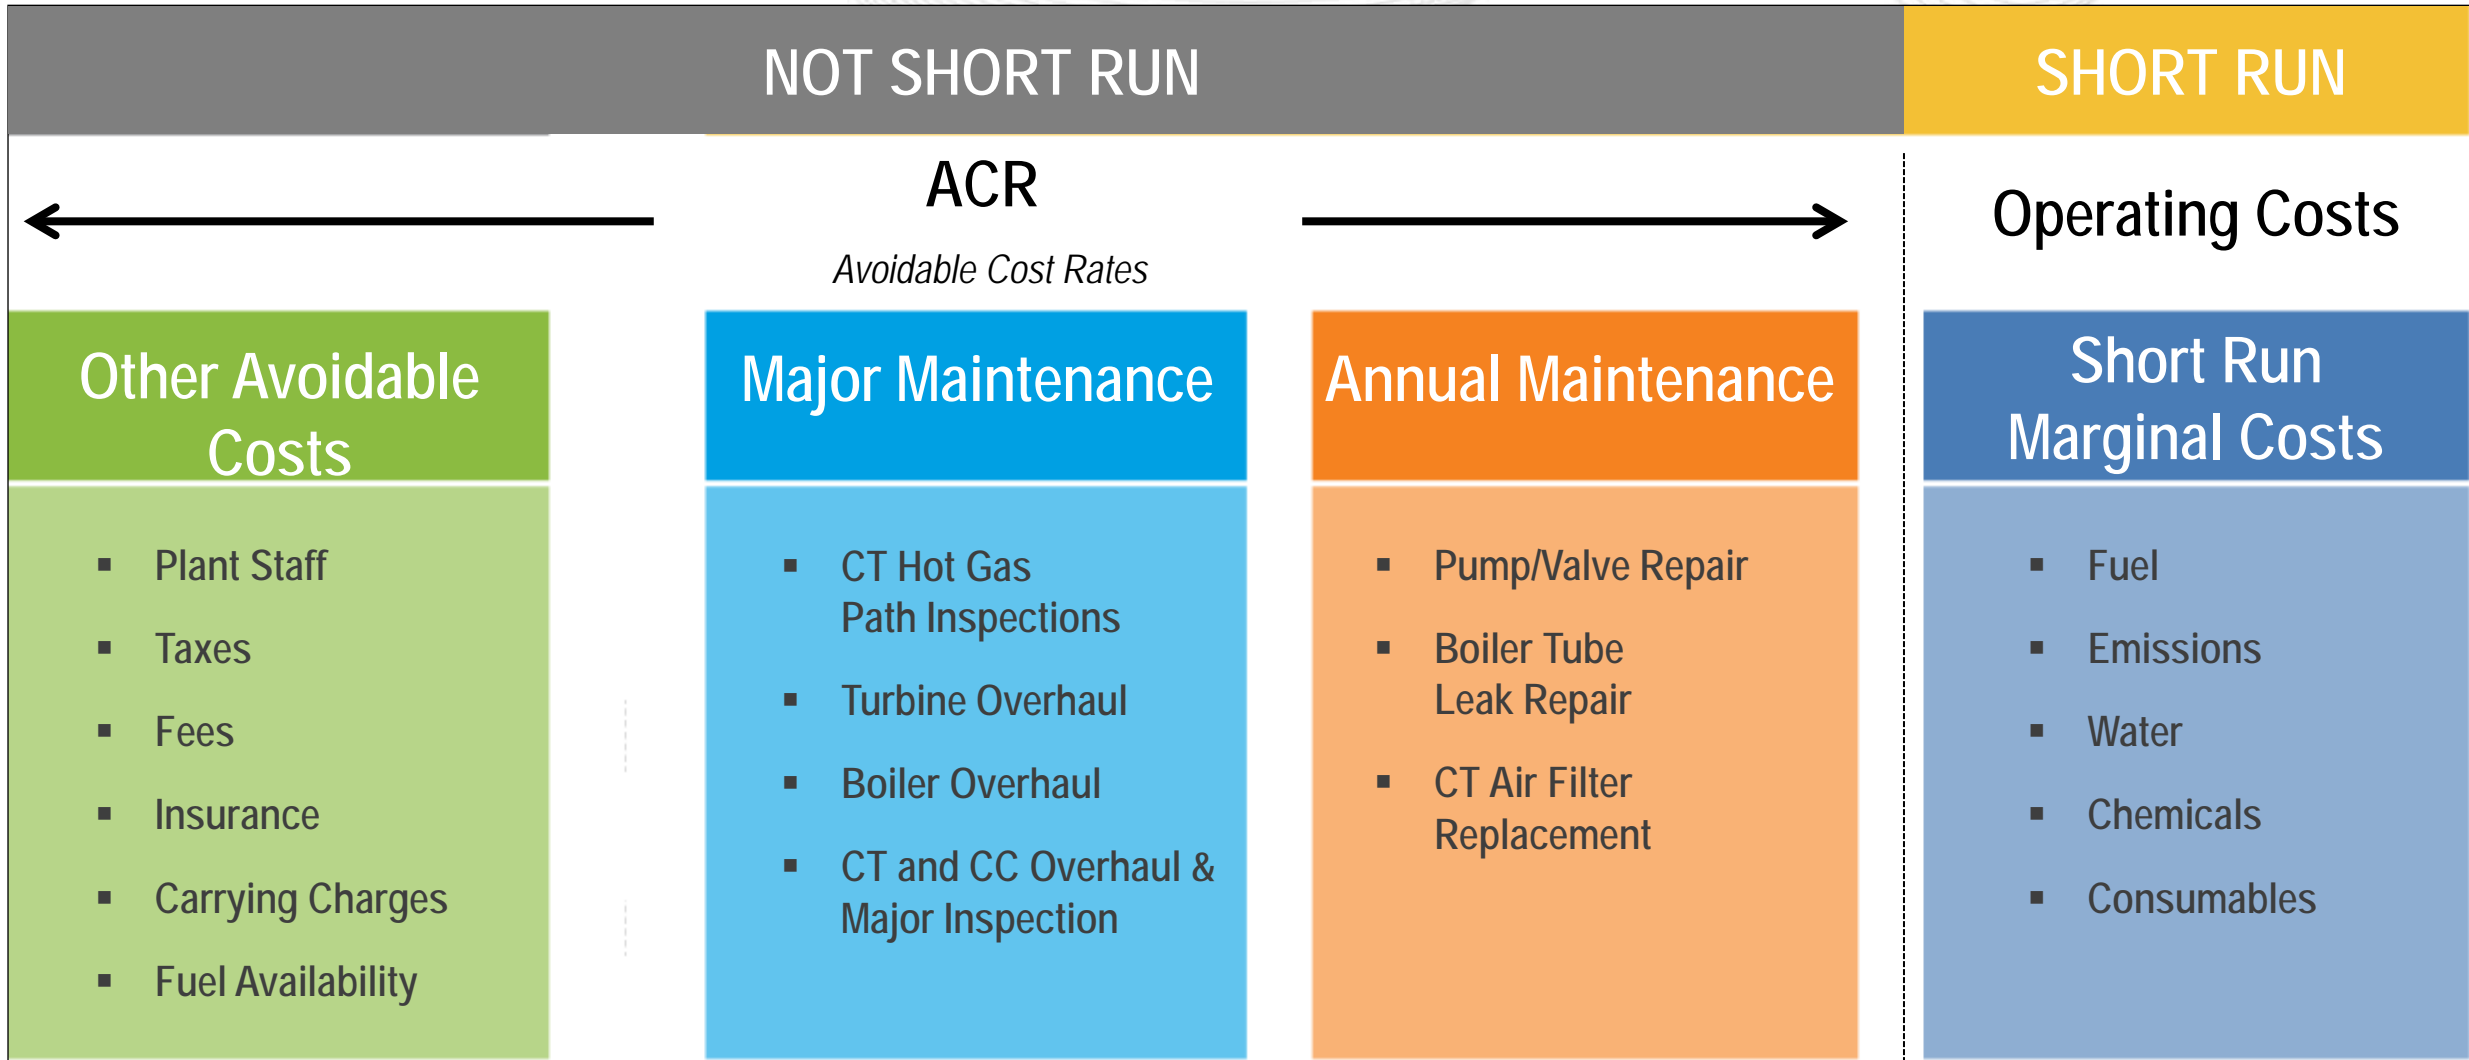 NOT SHORT RUN
SHORT RUN
ACR
Avoidable Cost Rates
Operating Costs
Other Avoidable
Costs
▪ Plant Staff
▪ Taxes
▪ Fees
▪ Insurance
▪ Carrying Charges
▪ Fuel Availability
Major Maintenance
▪ CT Hot Gas
Path Inspections
▪ Turbine Overhaul
▪ Boiler Overhaul
▪ CT and CC Overhaul &
Major Inspection
Annual Maintenance
▪ Pump/Valve Repair
▪ Boiler Tube
Leak Repair
▪ CT Air Filter
Replacement
Short Run
Marginal Costs
▪ Fuel
▪ Emissions
▪ Water
▪ Chemicals
▪ Consumables